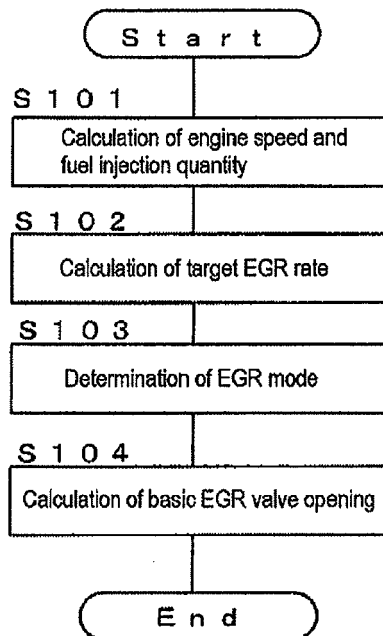 Start
S101
Calculation of engine speed and
fuel injection quantity
S102
Calculation of target EGR rate
S103
Determination of EGR mode
S104
Calculation of basic EGR valve opening
End